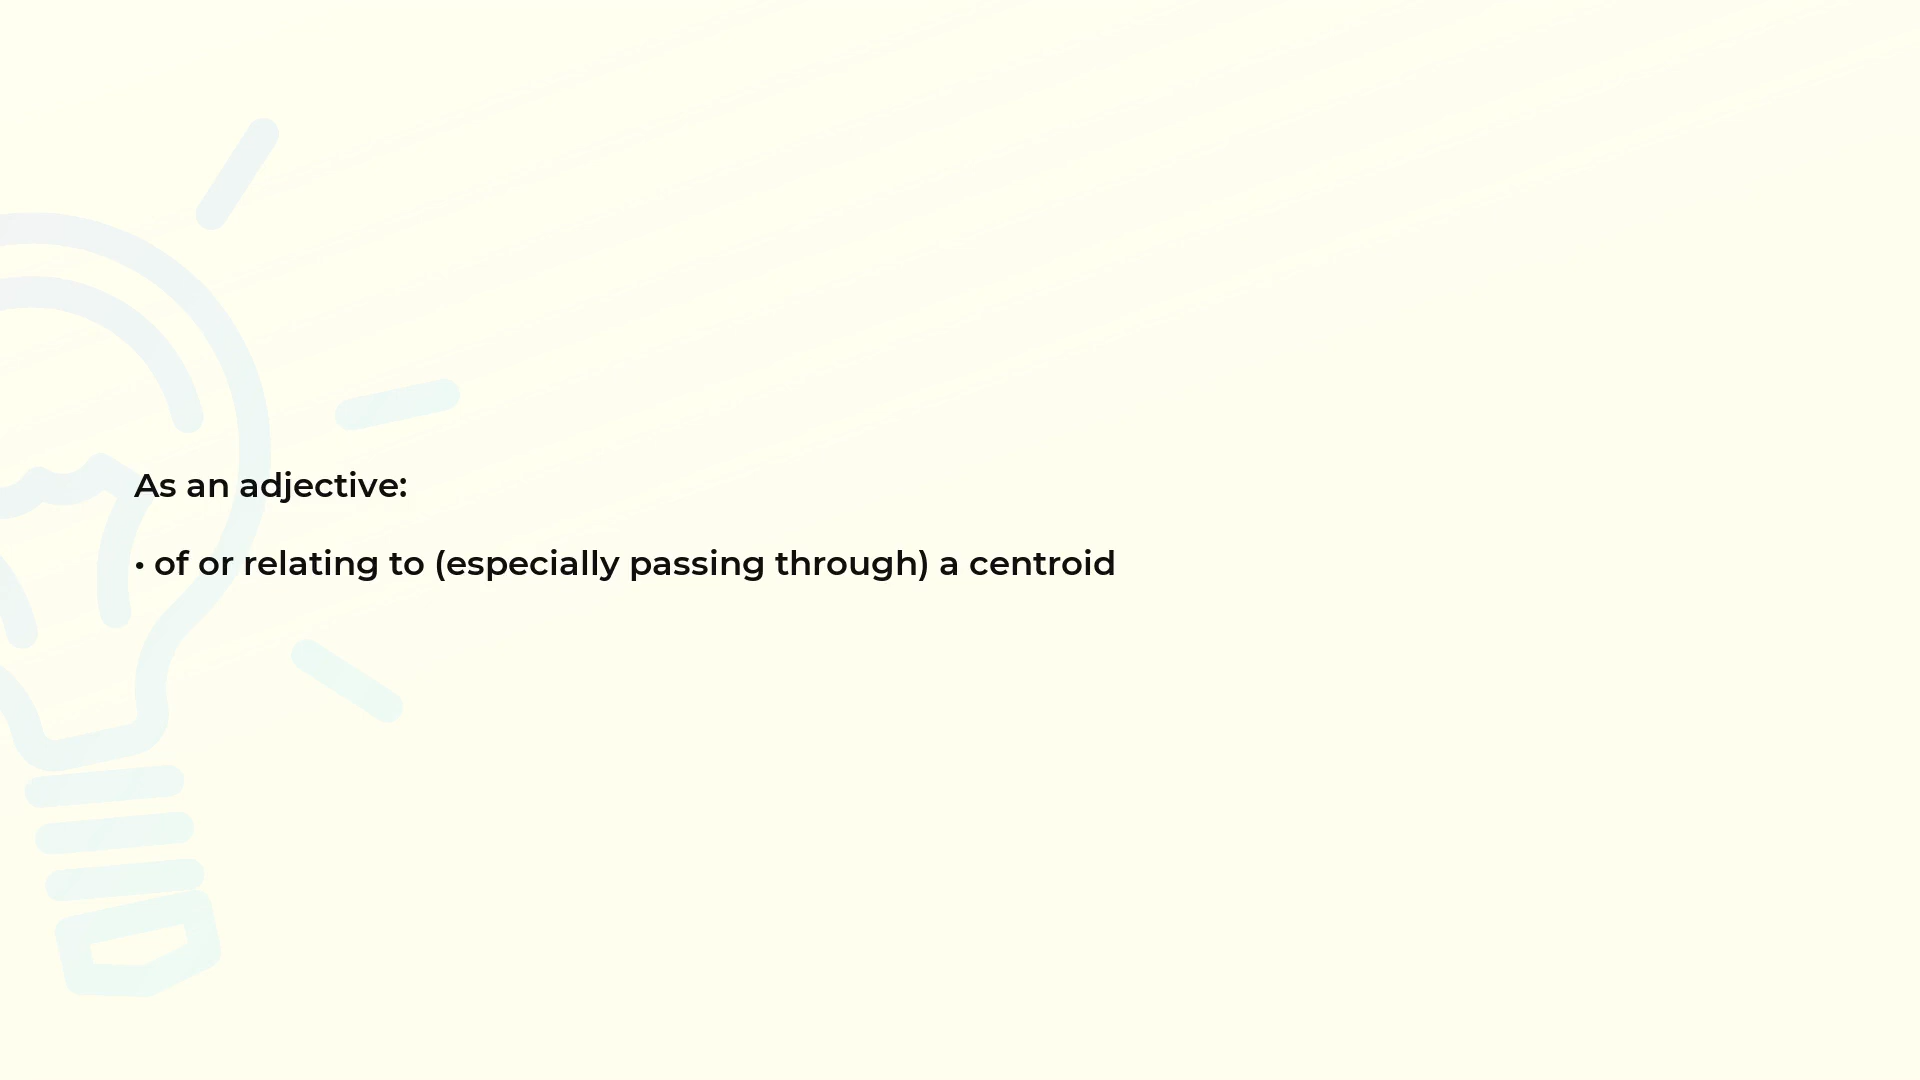 As an adjective:
• of or relating to (especially passing through) a centroid